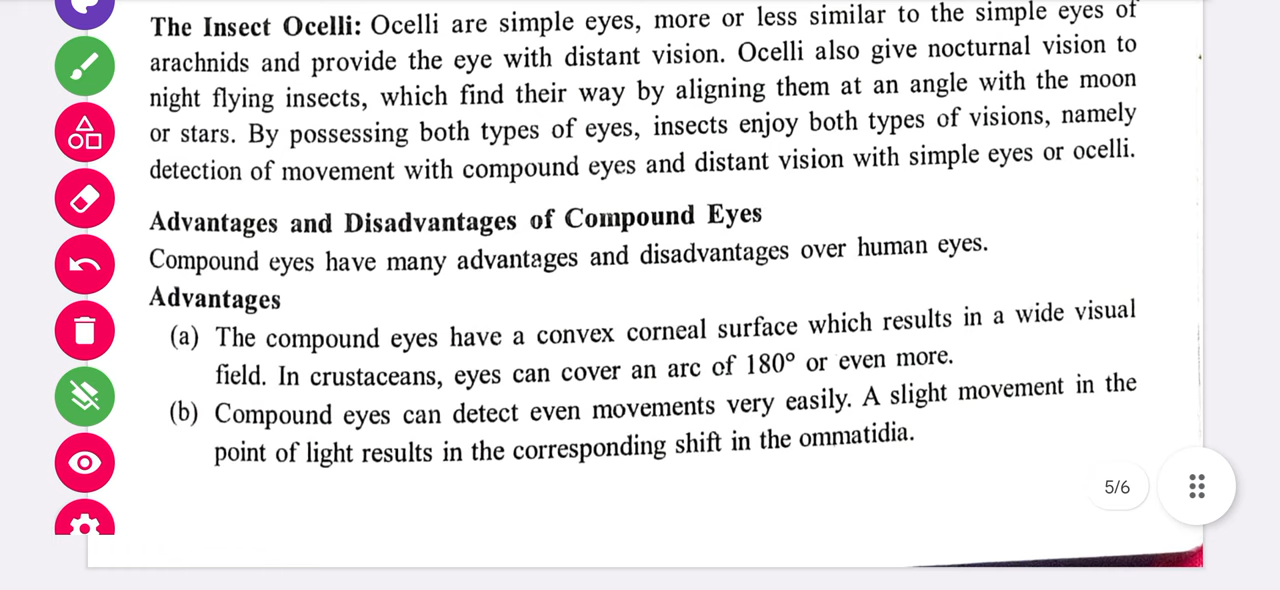 The Insect Ocelli: Ocelli are simple eyes, more or less similar to the simple eyes of
arachnids and provide the eye with distant vision. Ocelli also give nocturnal vision to
night flying insects, which find their way by aligning them at an angle with the moon
or stars. By possessing both types of eyes, insects enjoy both types of visions, namely
detection of movement with compound eyes and distant vision with simple eyes or ocelli.
Advantages and Disadvantages of Compound Eyes
Compound eyes have many advantages and disadvantages over human eyes.
Advantages
(a) The compound eyes have a convex corneal surface which results in a wide visual
field. In crustaceans, eyes can cover an arc of 180° or even more.
(b) Compound eyes can detect even movements very easily. A slight movement in the
point of light results in the corresponding shift in the ommatidia.
5/6